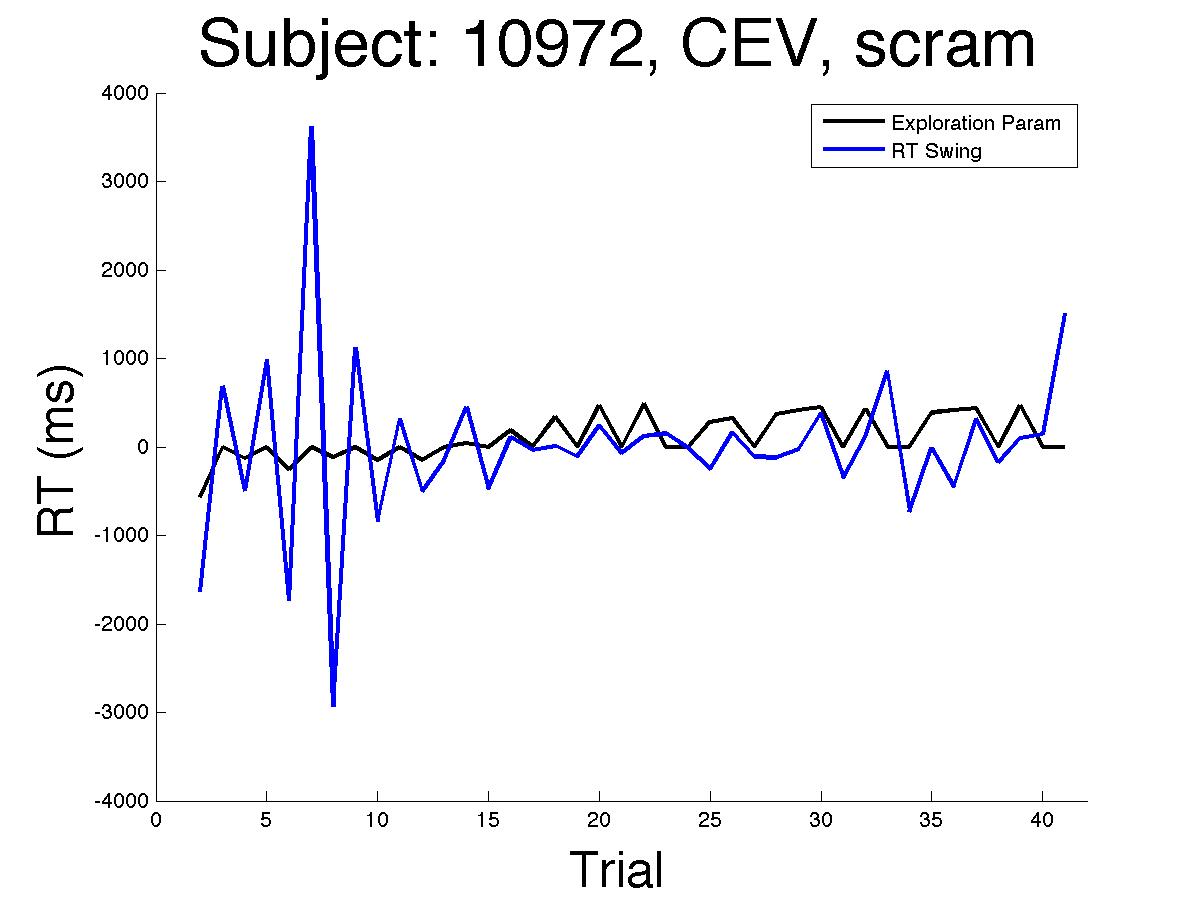 Subject: 10972, CEV, scram
4000
3000
2000
1000
0
-1000
-2000
-3000
-4000
RT (ms)
Exploration Param
RT Swing
0 5 10 15 20 25 30 35 40
Trial